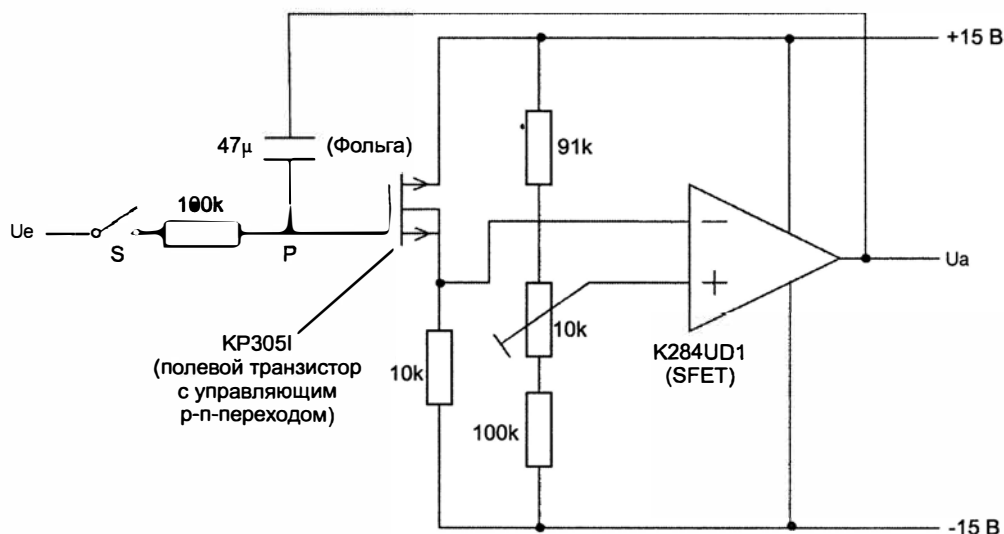 +15 В
47µ
(Фольга)
91k
100k
Ue
S
P
Ua
10k
KP305I
(полевой транзистор
с управляющим
р-п-переходом)
10k
K284UD1
(SFET)
100k
-15 В